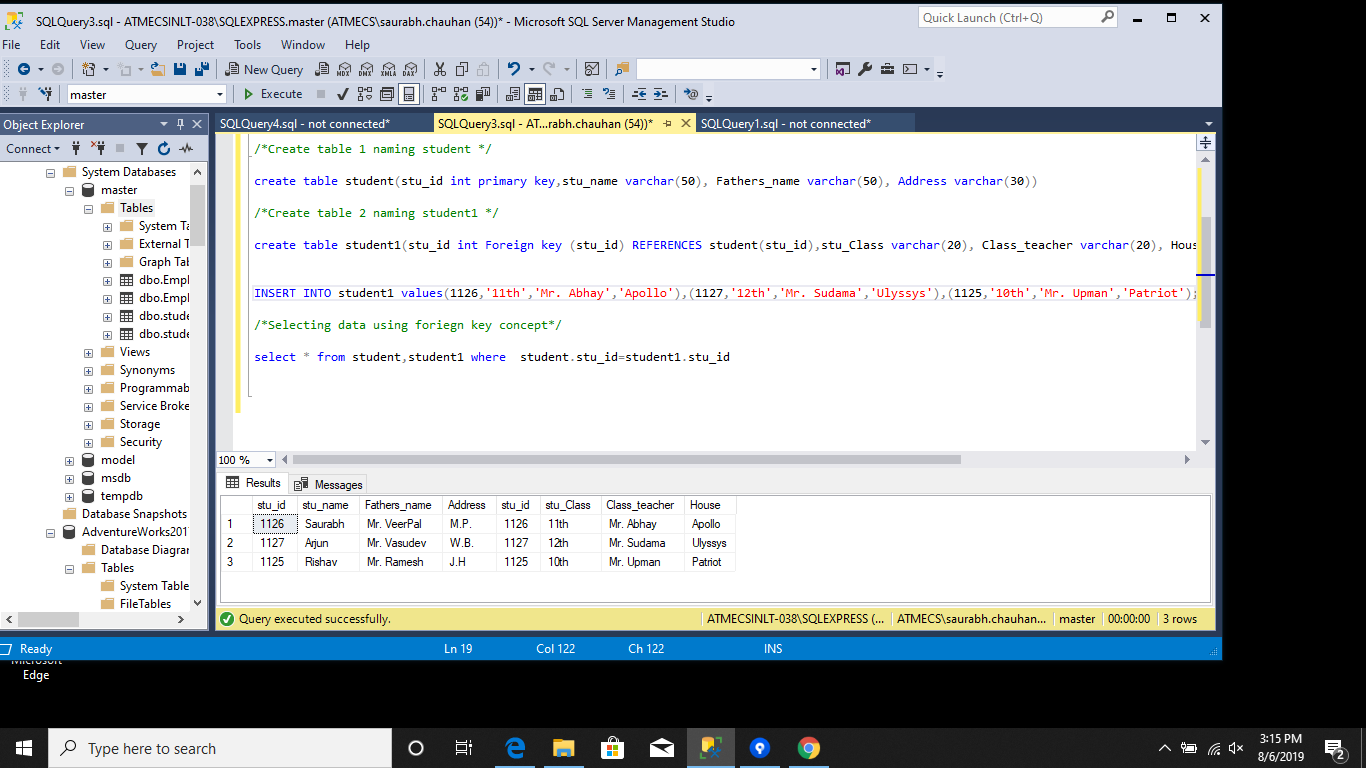 SQLQuery3.sql - ATMECSINLT-038\SQLEXPRESS.master (ATMECS\saurabh.chauhan (54))* - Microsoft SQL Server Management Studio
Quick Launch (Ctrl+Q)
File Edit View Query Project Tools Window Help
New Query MDX DMX XMLA DAX
master Execute
Object Explorer
SQLQuery4.sql - not connected* SQLQuery3.sql - AT...rabh.chauhan (54))* SQLQuery1.sql - not connected*
Connect
System Databases
master
Tables
System Ta
External T
Graph Tab
dbo.Empl
dbo.Empl
dbo.stude
dbo.stude
Views
Synonyms
Programmab
Service Broke
Storage
Security
model
msdb
tempdb
Database Snapshots
AdventureWorks201
Database Diagran
Tables
System Table
FileTables
/*Create table 1 naming student */
create table student(stu_id int primary key,stu_name varchar(50), Fathers_name varchar(50), Address varchar(30))
/*Create table 2 naming student1 */
create table student1(stu_id int Foreign key (stu_id) REFERENCES student(stu_id),stu_Class varchar(20), Class_teacher varchar(20), Hous
INSERT INTO student1 values(1126,'11th','Mr. Abhay','Apollo'),(1127,'12th','Mr. Sudama','Ulyssys'),(1125,'10th','Mr. Upman','Patriot');
/*Selecting data using foriegn key concept*/
select * from student,student1 where  student.stu_id=student1.stu_id
100 %
Results Messages
stu_id stu_name Fathers_name Address stu_id stu_Class Class_teacher House
1 1126 Saurabh Mr. VeerPal M.P. 1126 11th Mr. Abhay Apollo
2 1127 Arjun Mr. Vasudev W.B. 1127 12th Mr. Sudama Ulyssys
3 1125 Rishav Mr. Ramesh J.H 1125 10th Mr. Upman Patriot
Query executed successfully. ATMECSINLT-038\SQLEXPRESS (... ATMECS\saurabh.chauhan... master 00:00:00 3 rows
Ready Ln 19 Col 122 Ch 122 INS
Microsoft
Edge
Type here to search
3:15 PM
8/6/2019
2